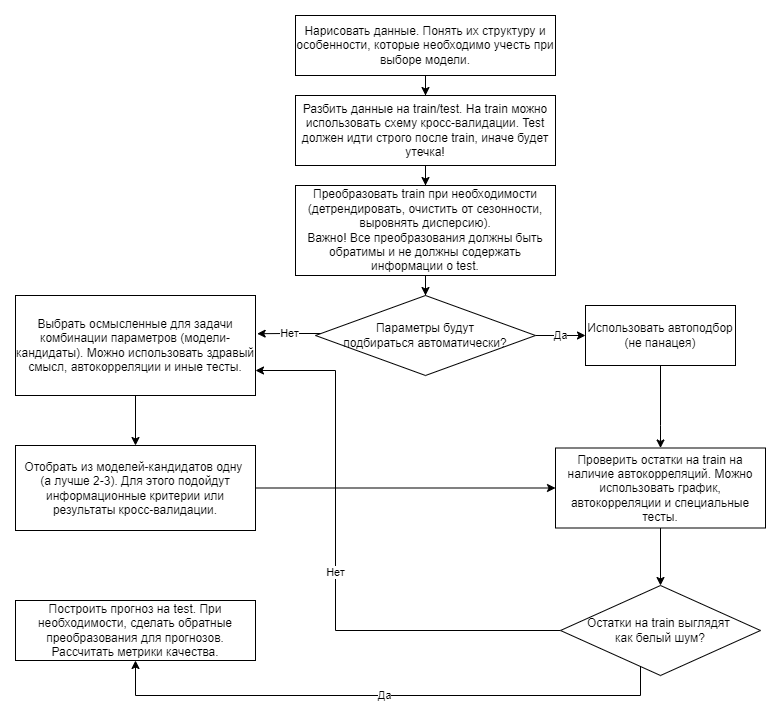 Нарисовать данные. Понять их структуру и
особенности, которые необходимо учесть при
выборе модели.
Разбить данные на train/test. На train можно
использовать схему кросс-валидации. Test
должен идти строго после train, иначе будет
утечка!
Преобразовать train при необходимости
(детрендировать, очистить от сезонности,
выровнять дисперсию).
Важно! Все преобразования должны быть
обратимы и не должны содержать
информации о test.
Параметры будут
подбираться автоматически?
Нет
Да
Выбрать осмысленные для задачи
комбинации параметров (модели-
кандидаты). Можно использовать здравый
смысл, автокорреляции и иные тесты.
Использовать автоподбор
(не панацея)
Отобрать из моделей-кандидатов одну
(а лучше 2-3). Для этого подойдут
информационные критерии или
результаты кросс-валидации.
Проверить остатки на train на
наличие автокорреляций. Можно
использовать график,
автокорреляции и специальные
тесты.
Нет
Остатки на train выглядят
как белый шум?
Построить прогноз на test. При
необходимости, сделать обратные
преобразования для прогнозов.
Рассчитать метрики качества.
Да